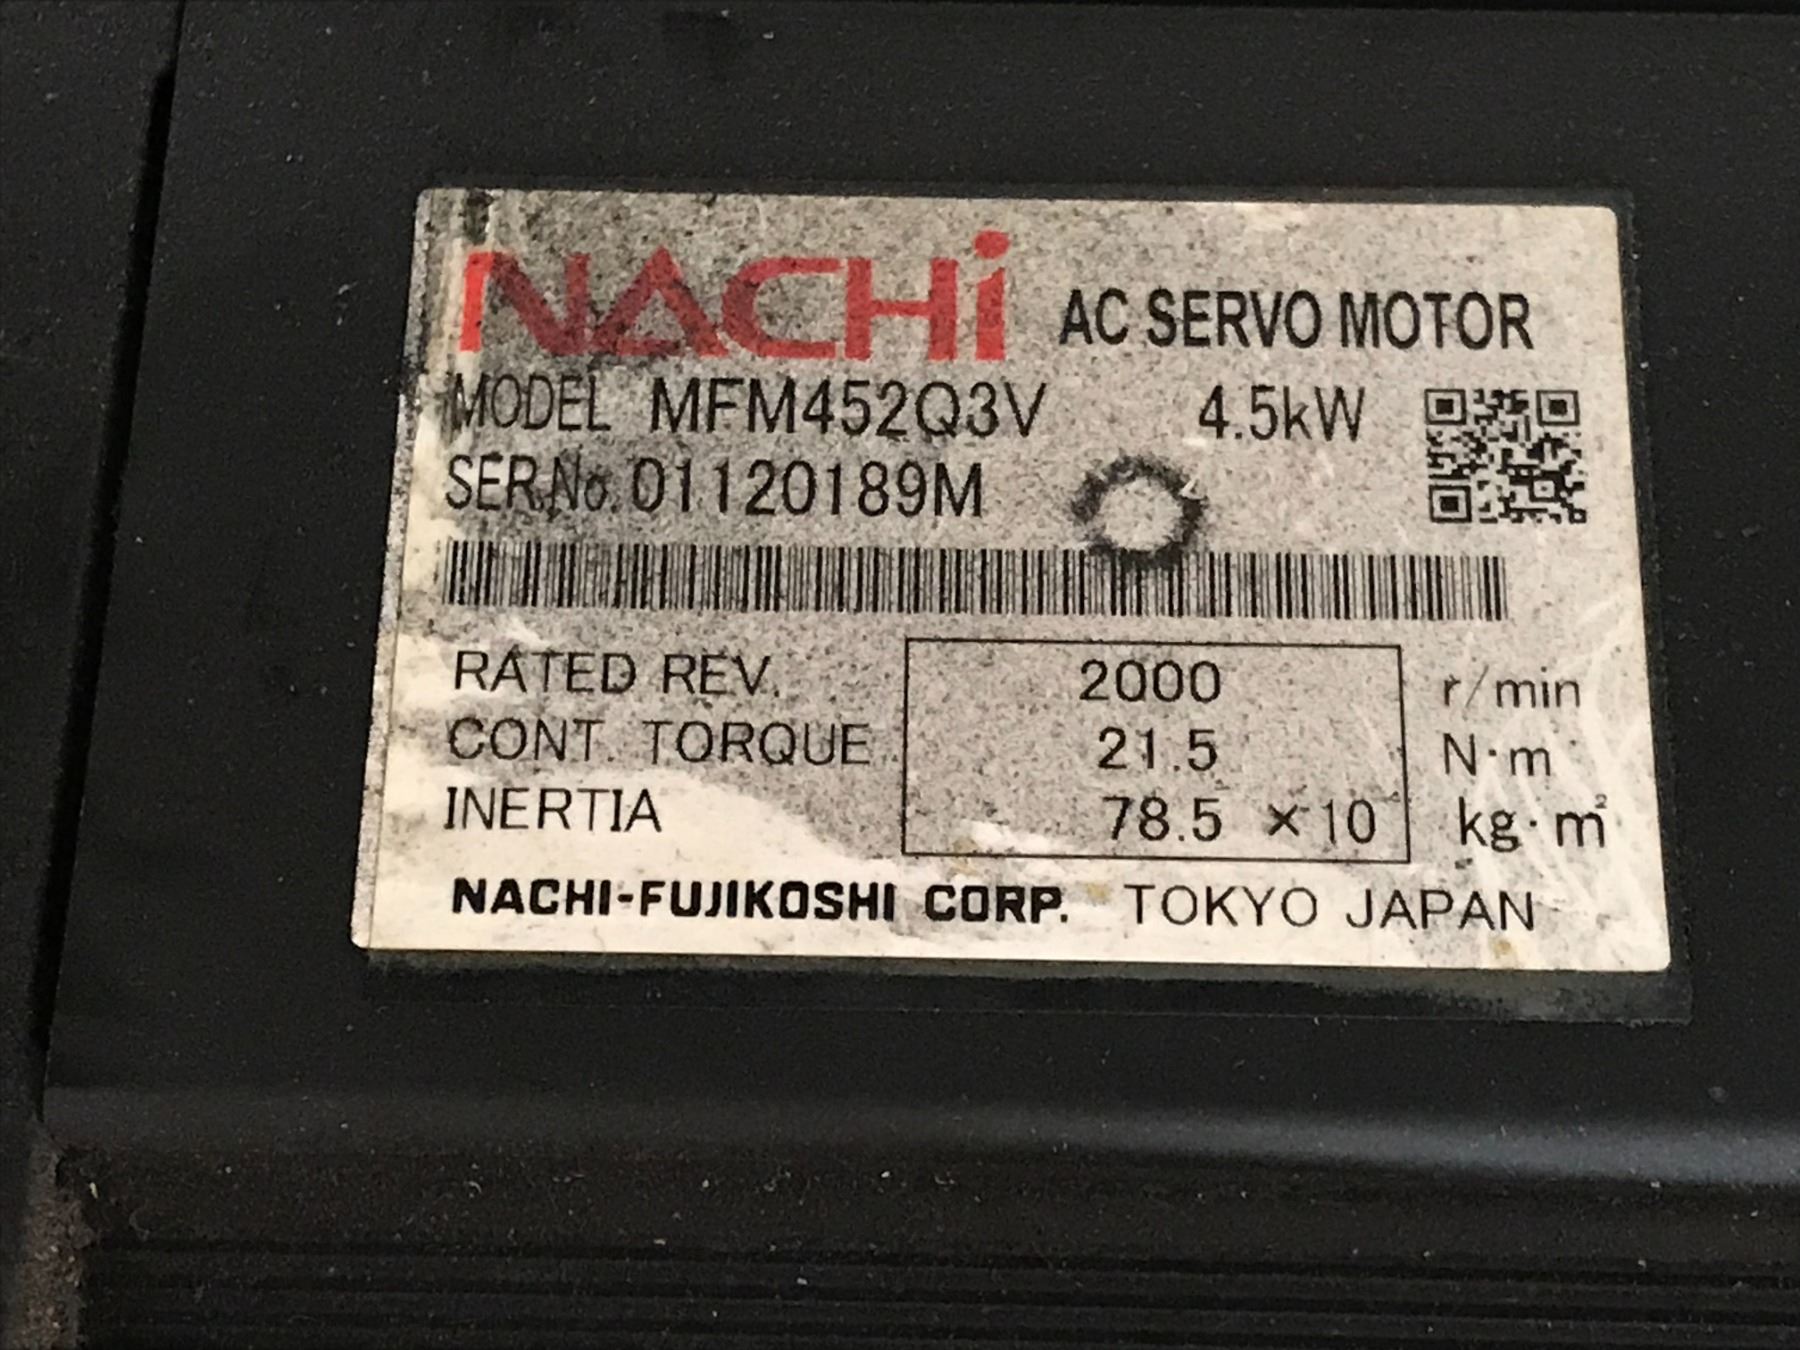 NACHi AC SERVO MOTOR
MODEL MFM452Q3V 4.5kW
SER.No. 01120189M
RATED REV. 2000 r/min
CONT. TORQUE 21.5 N·m
INERTIA 78.5 ×10 kg·m²
NACHI-FUJIKOSHI CORP. TOKYO JAPAN